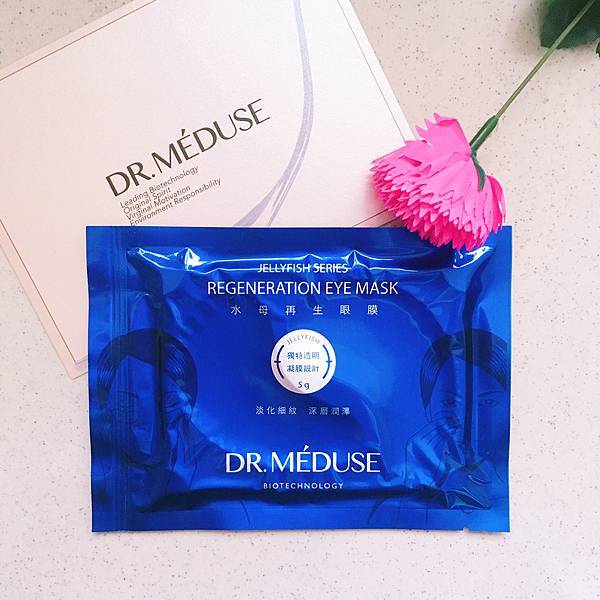 DR.MÉDUSE
Leading Biotechnology
Original Spirit
Virginal Motivation
Environment Responsibility
JELLYFISH SERIES
REGENERATION EYE MASK
水母再生眼膜
JELLYFISH
獨特透明
凝膜設計
5g
淡化細紋 深層潤澤
DR.MÉDUSE
BIOTECHNOLOGY